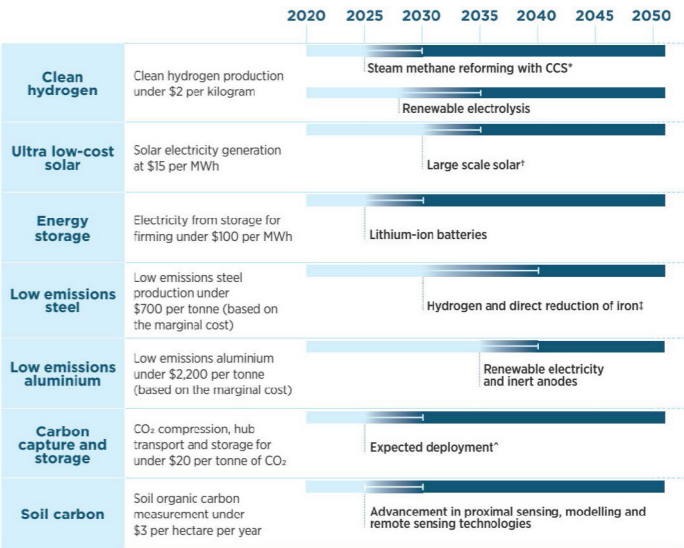 2020 2025 2030 2035 2040 2045 2050
Clean
hydrogen
Clean hydrogen production
under $2 per kilogram
Steam methane reforming with CCS*
Renewable electrolysis
Ultra low-cost
solar
Solar electricity generation
at $15 per MWh
Large scale solar†
Energy
storage
Electricity from storage for
firming under $100 per MWh
Lithium-ion batteries
Low emissions
steel
Low emissions steel
production under
$700 per tonne (based on
the marginal cost)
Hydrogen and direct reduction of iron‡
Low emissions
aluminium
Low emissions aluminium
under $2,200 per tonne
(based on the marginal cost)
Renewable electricity
and inert anodes
Carbon
capture and
storage
CO₂ compression, hub
transport and storage for
under $20 per tonne of CO₂
Expected deployment^
Soil carbon
Soil organic carbon
measurement under
$3 per hectare per year
Advancement in proximal sensing, modelling and
remote sensing technologies